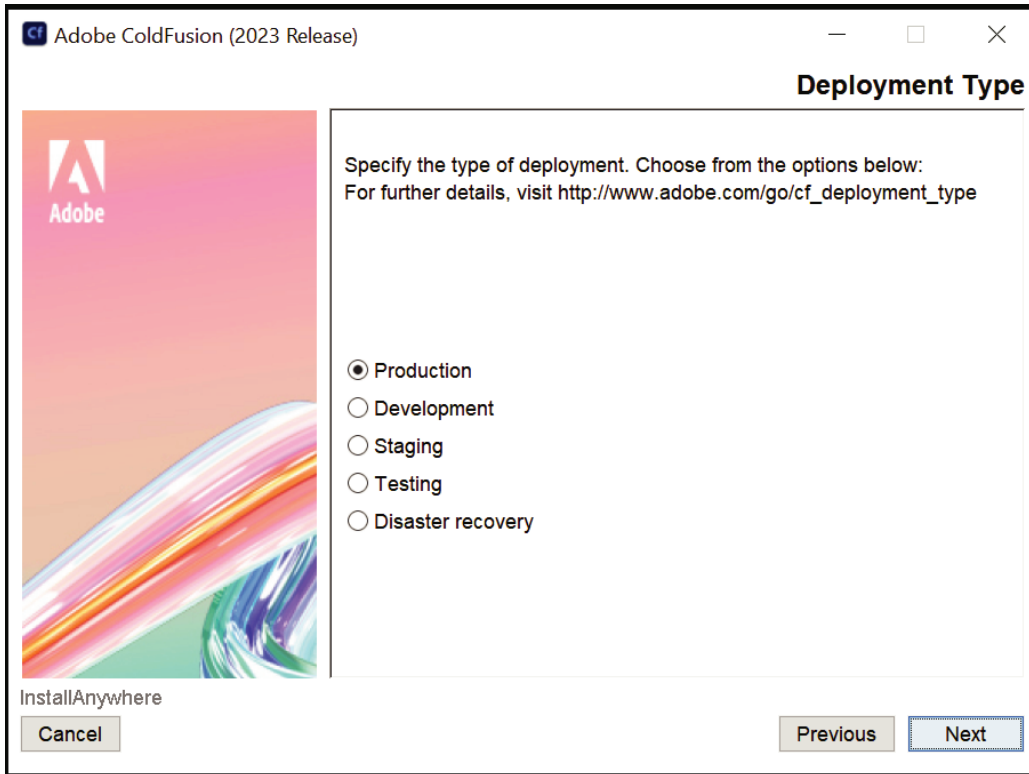 Cf Adobe ColdFusion (2023 Release)
Deployment Type
Adobe
Specify the type of deployment. Choose from the options below:
For further details, visit http://www.adobe.com/go/cf_deployment_type
Production
Development
Staging
Testing
Disaster recovery
InstallAnywhere
Cancel Previous Next